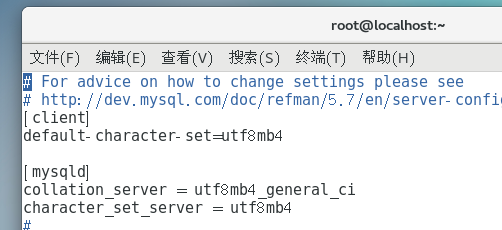 root@localhost:~
文件(F) 编辑(E) 查看(V) 搜索(S) 终端(T) 帮助(H)
# For advice on how to change settings please see
# http://dev.mysql.com/doc/refman/5.7/en/server-config
[client]
default-character-set=utf8mb4
[mysqld]
collation_server = utf8mb4_general_ci
character_set_server = utf8mb4
#